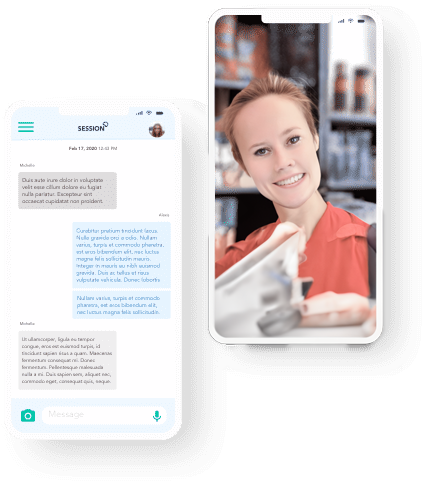 SESSION
Feb 17, 2020 12:42 PM
Michelle
Duis aute irure dolor in voluptate
velit esse cillum dolore eu fugiat
nulla pariatur. Excepteur sint
occaecat cupidatat non proident
Curabitur pretium tincidunt lacus.
Nulla gravida orci a odio. Nullam
varius, turpis et commodo pharetra,
est eros bibendum elit, nec luctus
magna felis sollicitudin mauris.
Integer in mauris eu nibh euismod
gravida. Duis ac tellus et risus
vulputate vehicula. Donec lobortis
Nullam varius, turpis et commodo
pharetra, est eros bibendum elit,
nec luctus magna felis sollicitudin.
Michelle
Ut ullamcorper, ligula eu tempor
congue, eros est euismod turpis, id
tincidunt sapien risus a quam. Maecenas
fermentum consequat mi. Donec
fermentum. Pellentesque malesuada
nulla a mi. Duis sapien sem, aliquet nec,
commodo eget, consequat quis, neque.
Message